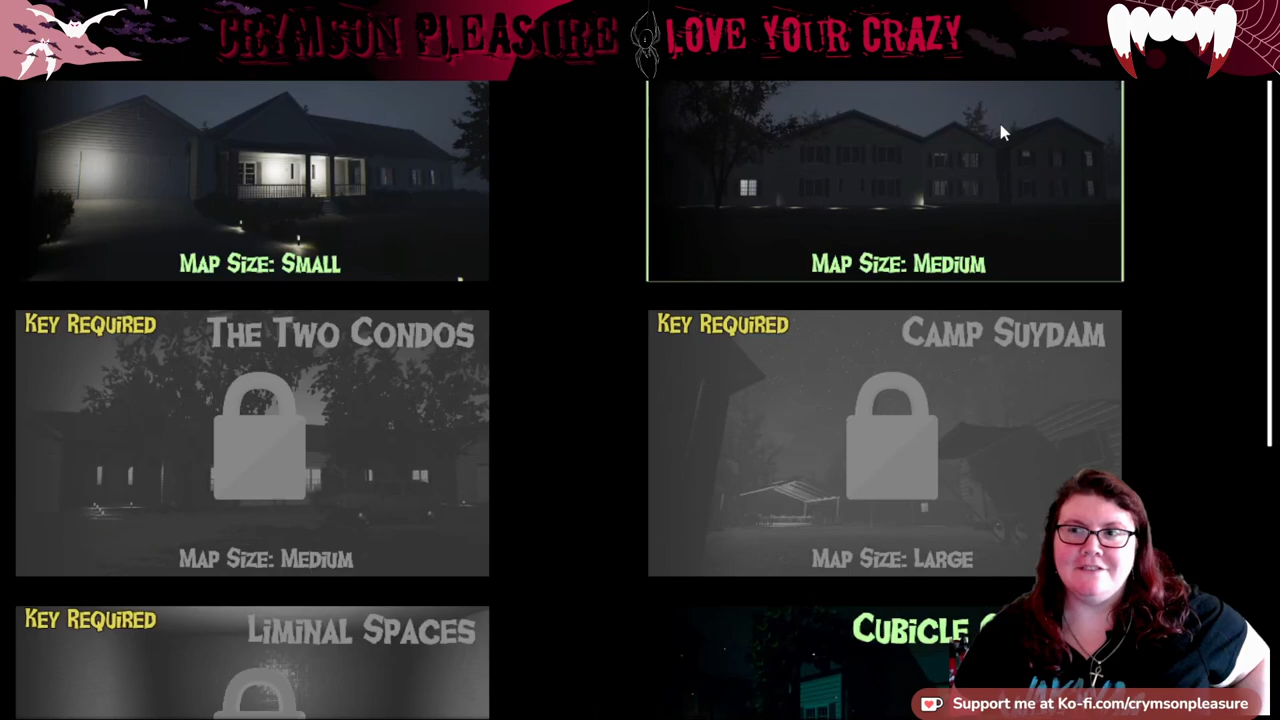 CRYMSON PLEASURE LOVE YOUR CRAZY
MAP SIZE: SMALL
MAP SIZE: MEDIUM
KEY REQUIRED
THE TWO CONDOS
MAP SIZE: MEDIUM
KEY REQUIRED
CAMP SUYDAM
MAP SIZE: LARGE
KEY REQUIRED
LIMINAL SPACES
CUBICLE
Support me at Ko-fi.com/crymsonpleasure